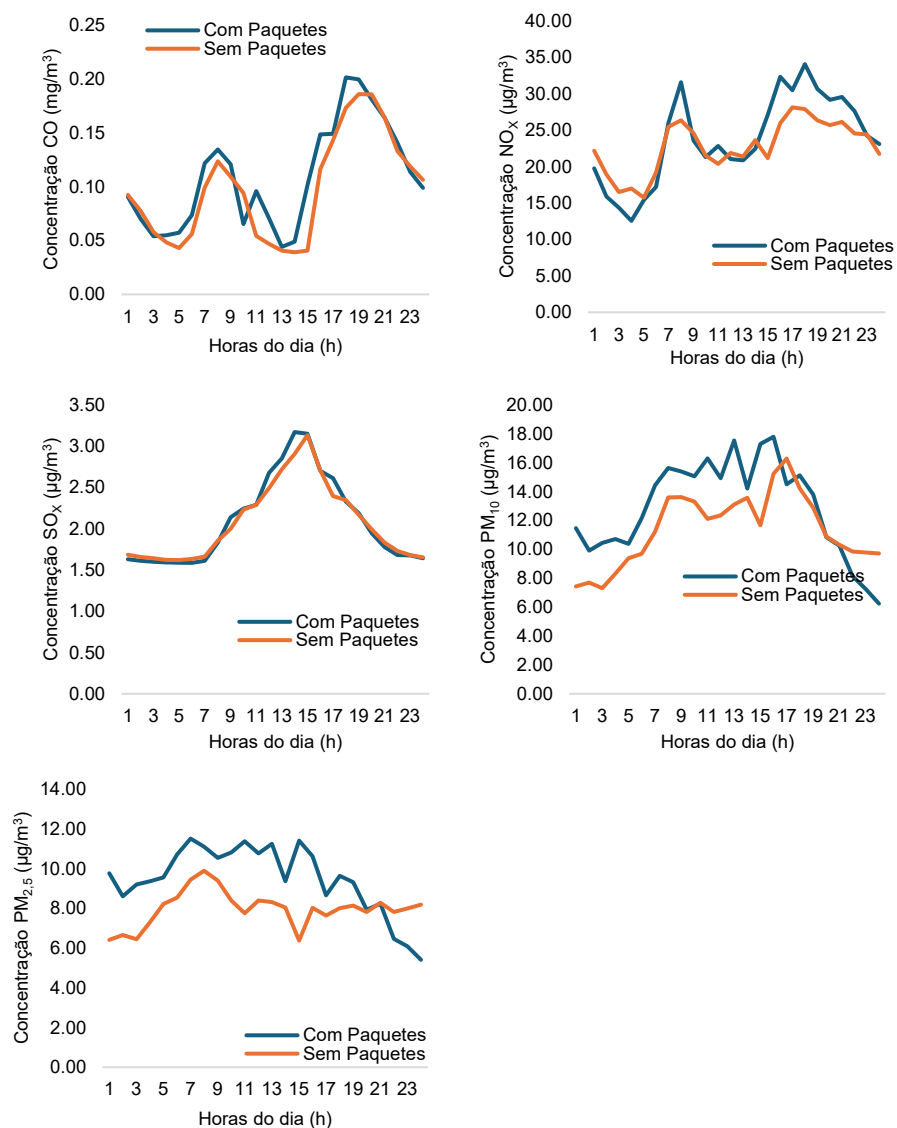 Concentração CO (mg/m³)
0.25
0.20
0.15
0.10
0.05
0.00
Com Paquetes
Sem Paquetes
1 3 5 7 9 11 13 15 17 19 21 23
Horas do dia (h)
Concentração NOX (µg/m³)
40.00
35.00
30.00
25.00
20.00
15.00
10.00
5.00
0.00
Com Paquetes
Sem Paquetes
1 3 5 7 9 11 13 15 17 19 21 23
Horas do dia (h)
Concentração SOX (µg/m³)
3.50
3.00
2.50
2.00
1.50
1.00
0.50
0.00
Com Paquetes
Sem Paquetes
1 3 5 7 9 11 13 15 17 19 21 23
Horas do dia (h)
Concentração PM10 (µg/m³)
20.00
18.00
16.00
14.00
12.00
10.00
8.00
6.00
4.00
2.00
0.00
Com Paquetes
Sem Paquetes
1 3 5 7 9 11 13 15 17 19 21 23
Horas do dia (h)
Concentração PM2,5 (µg/m³)
14.00
12.00
10.00
8.00
6.00
4.00
2.00
0.00
Com Paquetes
Sem Paquetes
1 3 5 7 9 11 13 15 17 19 21 23
Horas do dia (h)